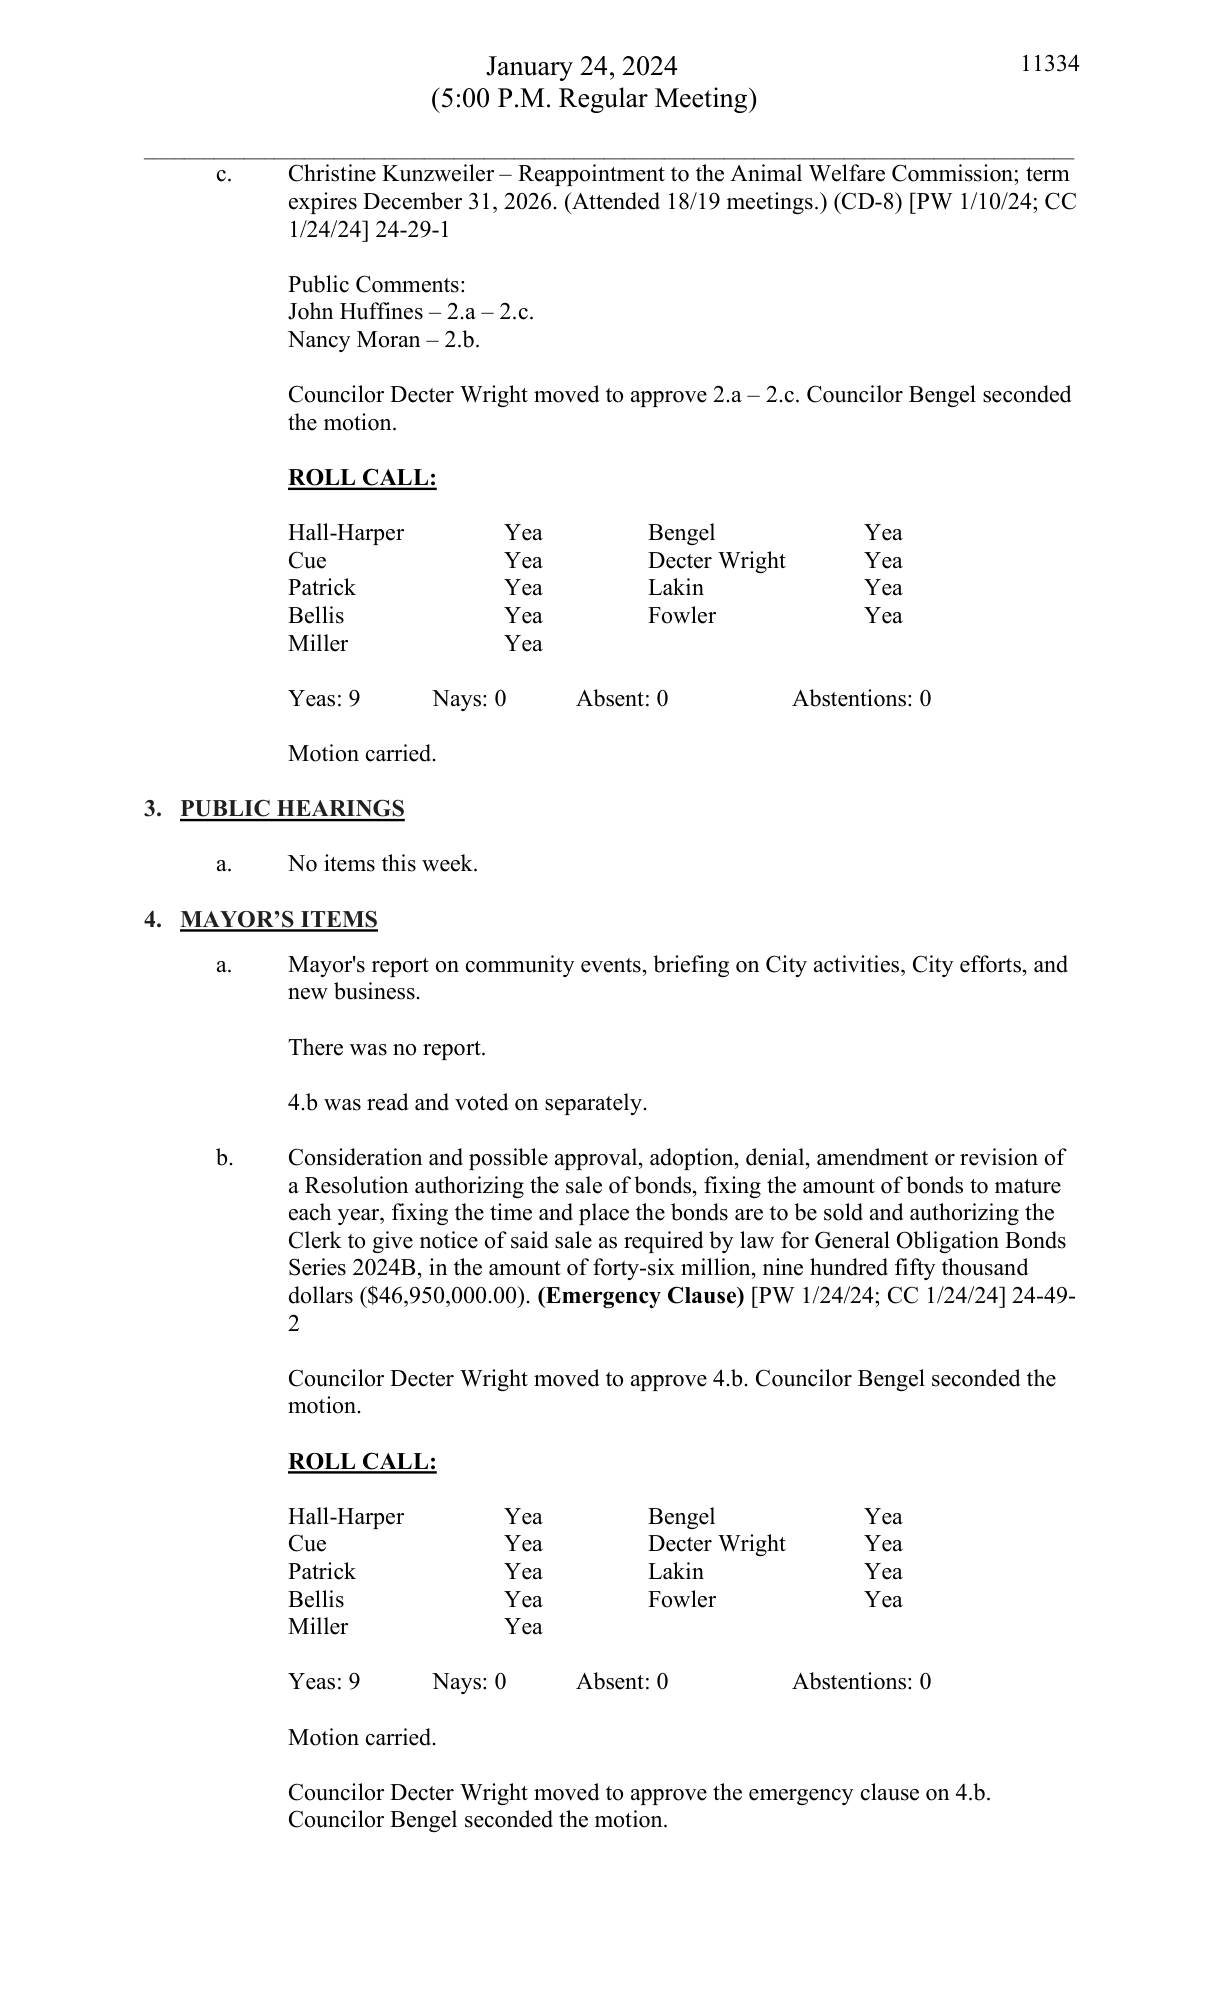 January 24, 2024 11334
(5:00 P.M. Regular Meeting)
c. Christine Kunzweiler – Reappointment to the Animal Welfare Commission; term
expires December 31, 2026. (Attended 18/19 meetings.) (CD-8) [PW 1/10/24; CC
1/24/24] 24-29-1
Public Comments:
John Huffines – 2.a – 2.c.
Nancy Moran – 2.b.
Councilor Decter Wright moved to approve 2.a – 2.c. Councilor Bengel seconded
the motion.
ROLL CALL:
Hall-Harper Yea Bengel Yea
Cue Yea Decter Wright Yea
Patrick Yea Lakin Yea
Bellis Yea Fowler Yea
Miller Yea
Yeas: 9 Nays: 0 Absent: 0 Abstentions: 0
Motion carried.
3. PUBLIC HEARINGS
a. No items this week.
4. MAYOR’S ITEMS
a. Mayor's report on community events, briefing on City activities, City efforts, and
new business.
There was no report.
4.b was read and voted on separately.
b. Consideration and possible approval, adoption, denial, amendment or revision of
a Resolution authorizing the sale of bonds, fixing the amount of bonds to mature
each year, fixing the time and place the bonds are to be sold and authorizing the
Clerk to give notice of said sale as required by law for General Obligation Bonds
Series 2024B, in the amount of forty-six million, nine hundred fifty thousand
dollars ($46,950,000.00). (Emergency Clause) [PW 1/24/24; CC 1/24/24] 24-49-
2
Councilor Decter Wright moved to approve 4.b. Councilor Bengel seconded the
motion.
ROLL CALL:
Hall-Harper Yea Bengel Yea
Cue Yea Decter Wright Yea
Patrick Yea Lakin Yea
Bellis Yea Fowler Yea
Miller Yea
Yeas: 9 Nays: 0 Absent: 0 Abstentions: 0
Motion carried.
Councilor Decter Wright moved to approve the emergency clause on 4.b.
Councilor Bengel seconded the motion.